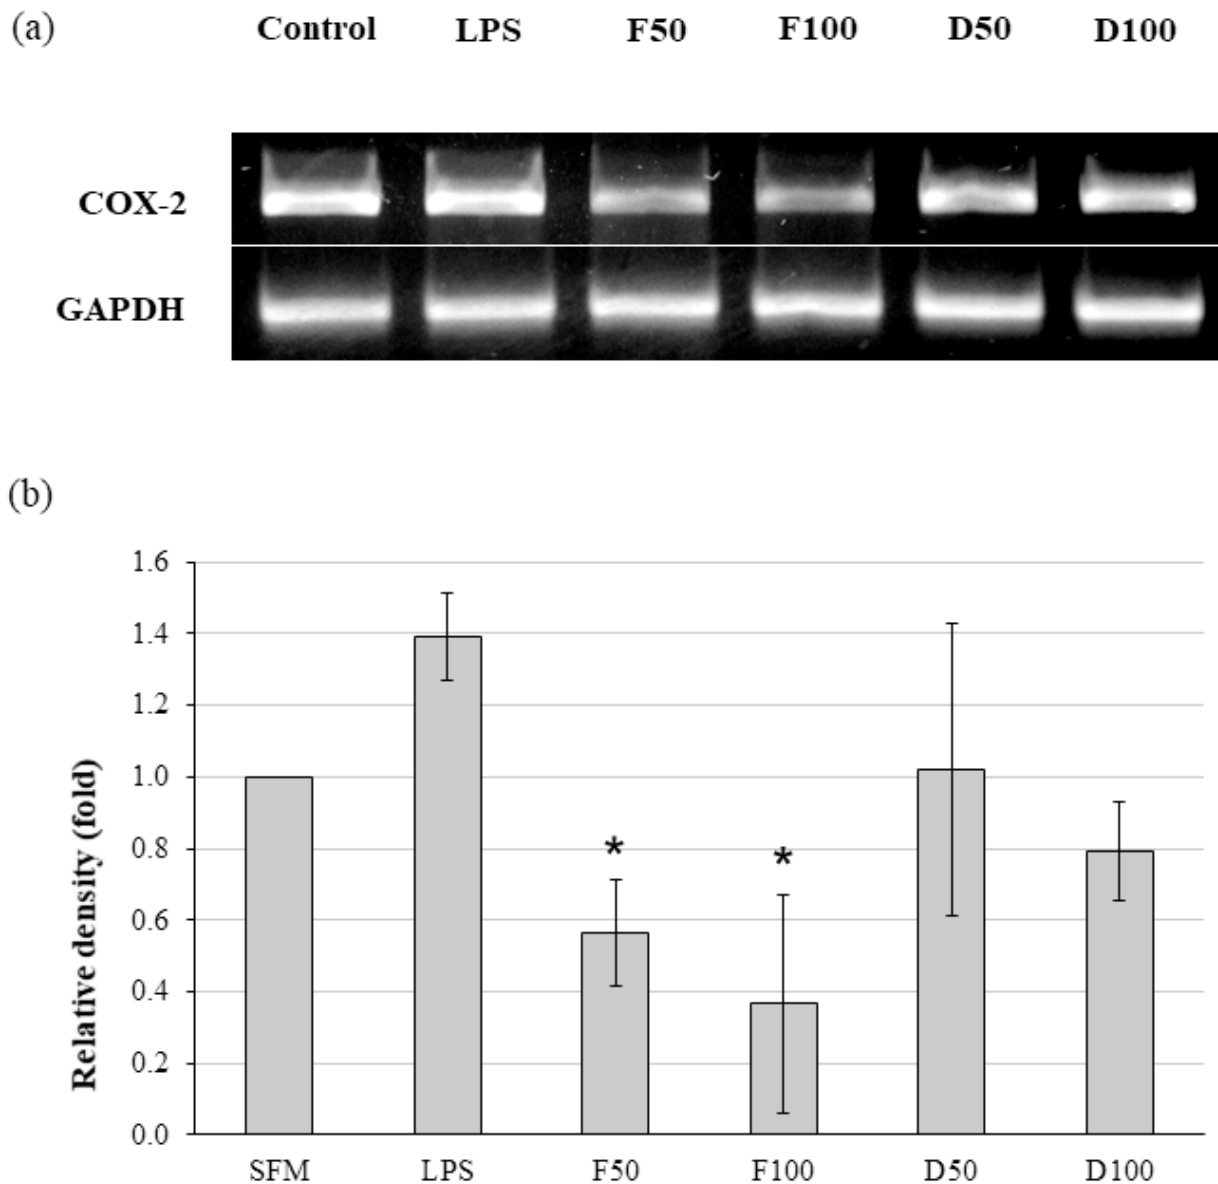 (a)
Control LPS F50 F100 D50 D100
COX-2
GAPDH
(b)
Relative density (fold)
1.6
1.4
1.2
1.0
0.8
0.6
0.4
0.2
0.0
* *
SFM LPS F50 F100 D50 D100